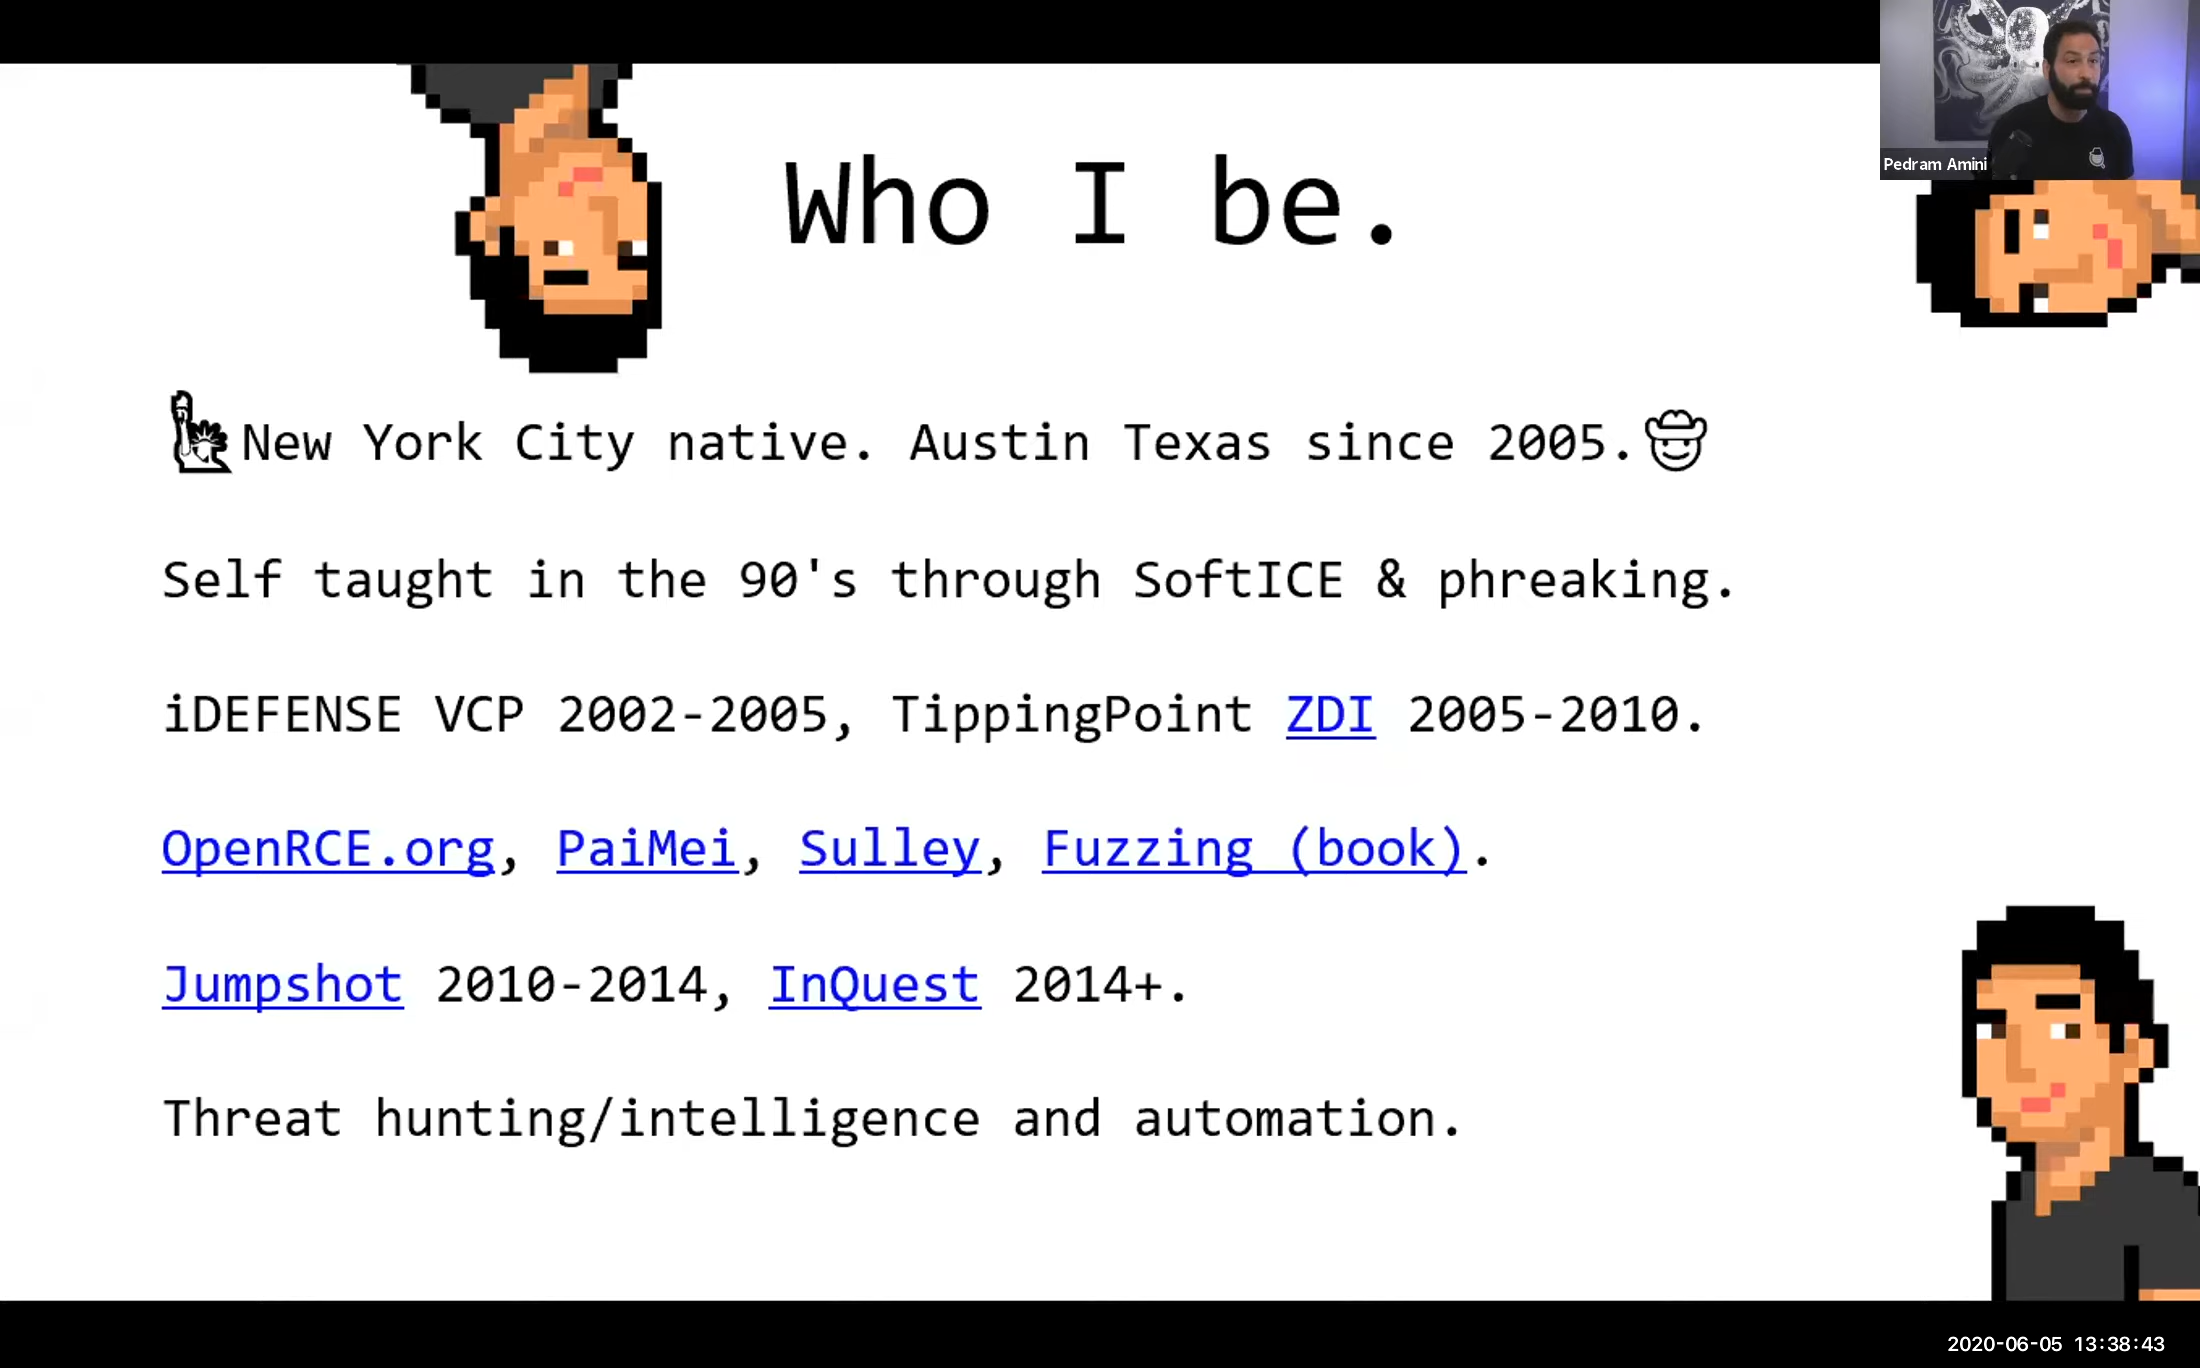 Pedram Amini
Who I be.
New York City native. Austin Texas since 2005.
Self taught in the 90's through SoftICE & phreaking.
iDEFENSE VCP 2002-2005, TippingPoint ZDI 2005-2010.
OpenRCE.org, PaiMei, Sulley, Fuzzing (book).
Jumpshot 2010-2014, InQuest 2014+.
Threat hunting/intelligence and automation.
2020-06-05 13:38:43